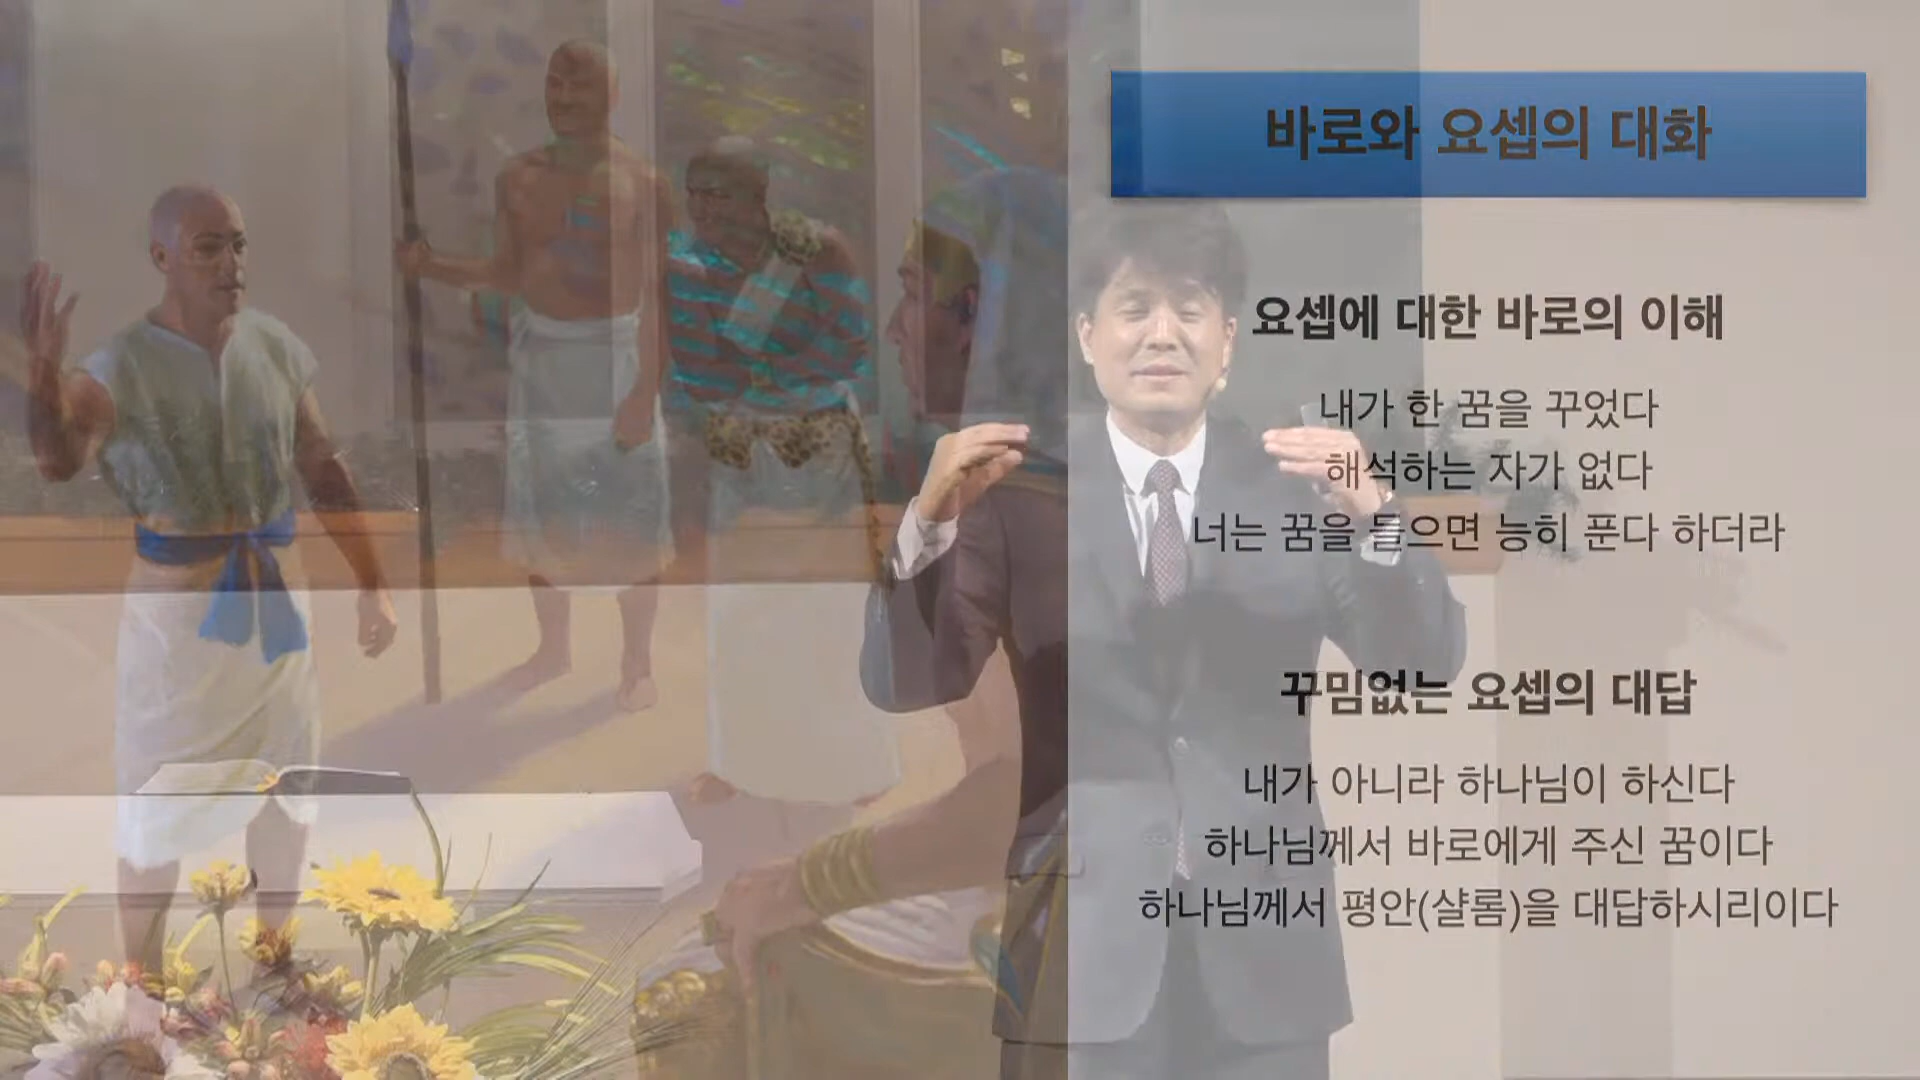 바로와 요셉의 대화
요셉에 대한 바로의 이해
내가 한 꿈을 꾸었다
해석하는 자가 없다
너는 꿈을 들으면 능히 푼다 하더라
꾸밈없는 요셉의 대답
내가 아니라 하나님이 하신다
하나님께서 바로에게 주신 꿈이다
하나님께서 평안(샬롬)을 대답하시리이다